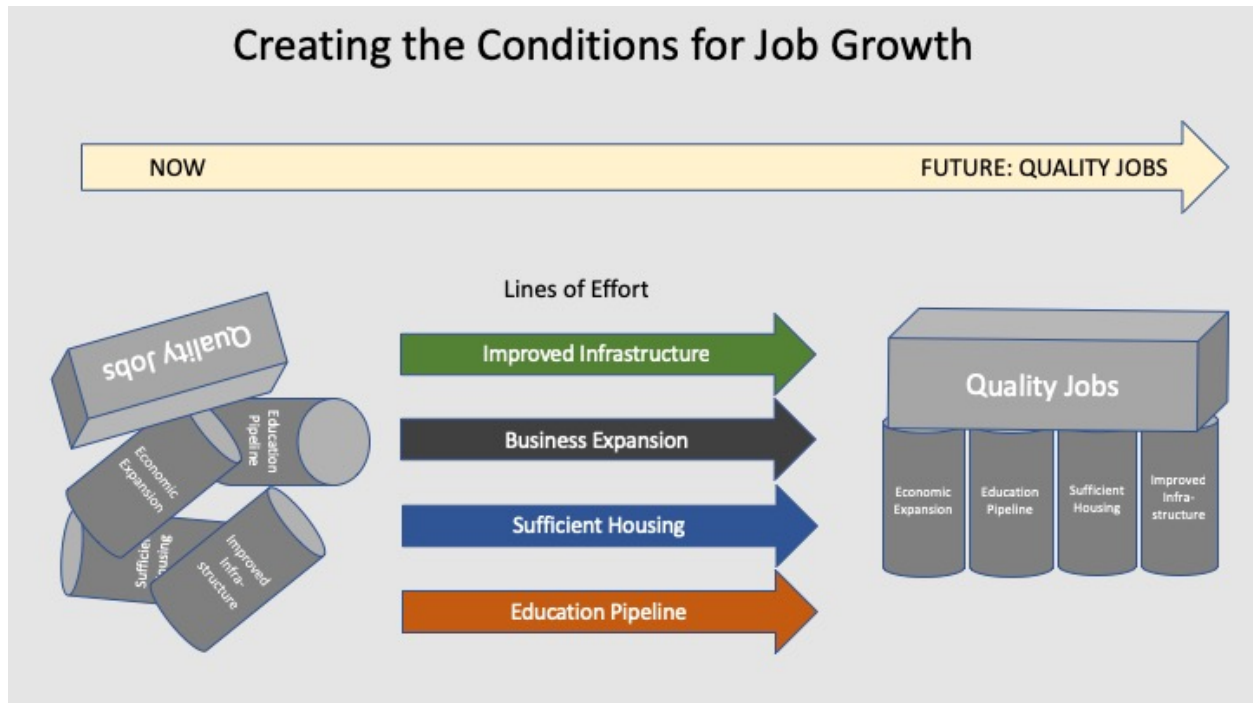 Creating the Conditions for Job Growth
NOW
FUTURE: QUALITY JOBS
Lines of Effort
Quality Jobs
Education
Pipeline
Economic
Expansion
Sufficient
Housing
Improved
Infra-
structure
Improved Infrastructure
Business Expansion
Sufficient Housing
Education Pipeline
Quality Jobs
Economic
Expansion
Education
Pipeline
Sufficient
Housing
Improved
Infra-
structure